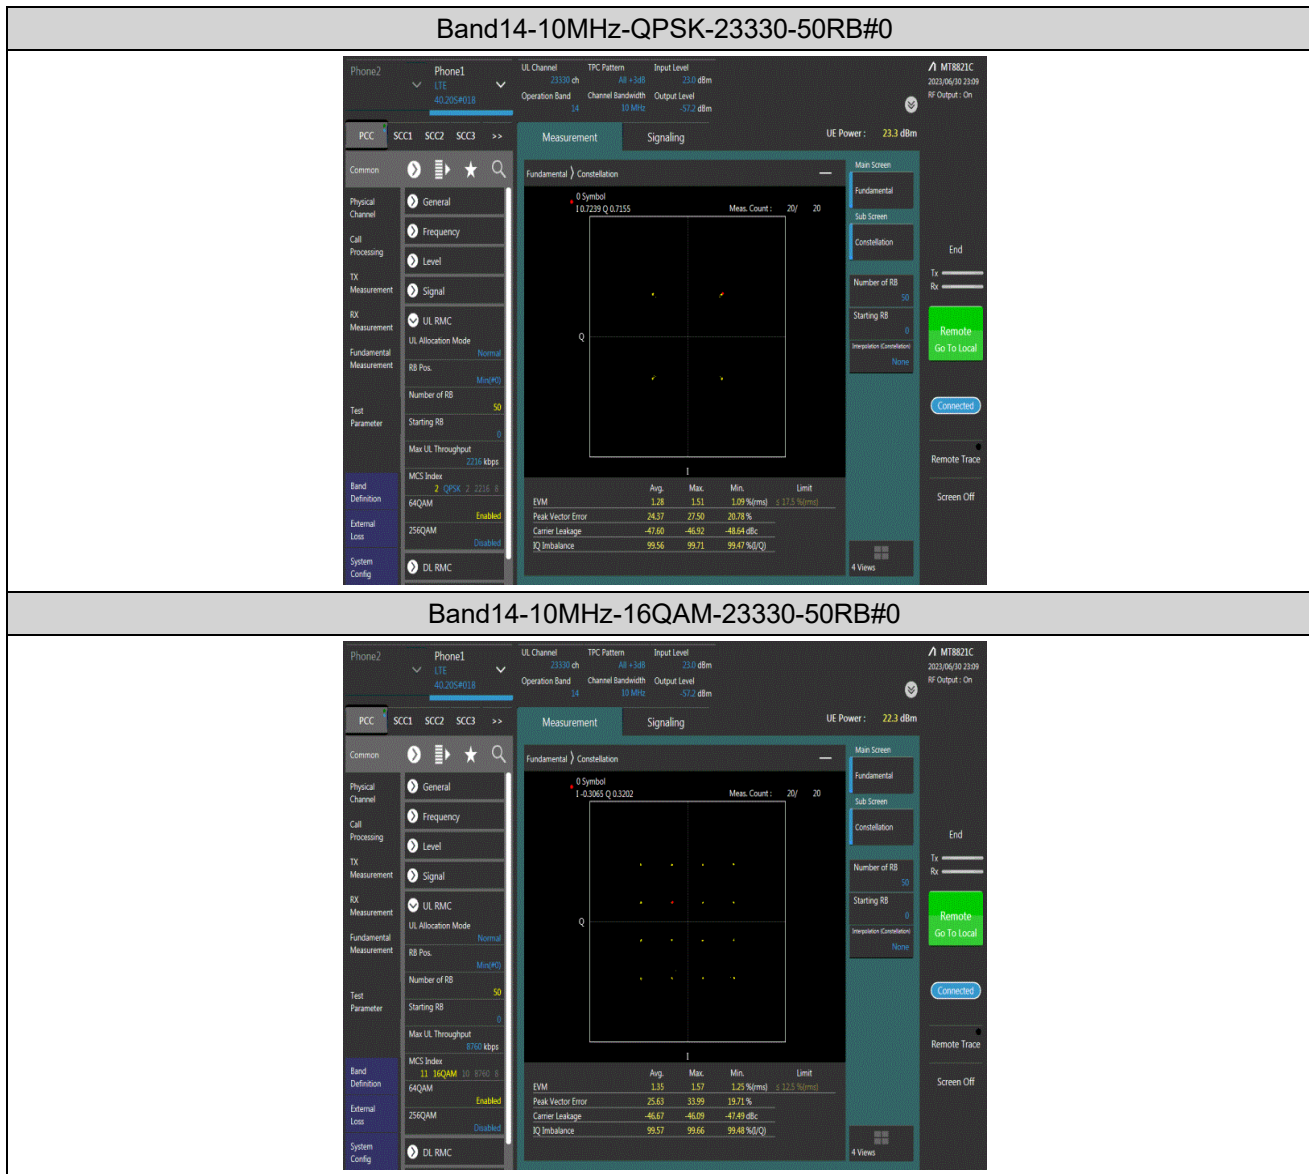 Band14-10MHz-QPSK-23330-50RB#0
Phone2 Phone1 UL Channel TPC Pattern Input Level MT8821C
LTE 23330 ch All +3dB 23.0 dBm 2023/06/30 23:09
40.20S#018 Operation Band Channel Bandwidth Output Level RF Output : On
14 10 MHz -57.2 dBm
PCC SCC1 SCC2 SCC3 >> Measurement Signaling UE Power : 23.3 dBm
Common Fundamental Constellation Main Screen
Fundamental
Physical Channel General 0 Symbol
I 0.7239 Q 0.7155 Meas. Count : 20/ 20 Sub Screen
Call Processing Frequency Constellation End
Level Tx
TX Measurement Signal Number of RB Rx
50
RX Measurement UL RMC Starting RB
0 Remote
UL Allocation Mode Q Interpolation (Constellation) Go To Local
Fundamental Measurement Normal None
RB Pos.
Min(#0)
Number of RB
50 Connected
Test Parameter Starting RB
0
Max UL Throughput
2216 kbps Remote Trace
MCS Index I
Band Definition 2 QPSK 2 2216 8 Avg. Max. Min. Limit
64QAM EVM 1.28 1.51 1.09 %(rms) ≤ 17.5 %(rms) Screen Off
Enabled Peak Vector Error 24.37 27.50 20.78 %
External Loss 256QAM Carrier Leakage -47.60 -46.92 -48.64 dBc
Disabled IQ Imbalance 99.56 99.71 99.47 %(I/Q)
System Config DL RMC 4 Views
Band14-10MHz-16QAM-23330-50RB#0
Phone2 Phone1 UL Channel TPC Pattern Input Level MT8821C
LTE 23330 ch All +3dB 23.0 dBm 2023/06/30 23:09
40.20S#018 Operation Band Channel Bandwidth Output Level RF Output : On
14 10 MHz -57.2 dBm
PCC SCC1 SCC2 SCC3 >> Measurement Signaling UE Power : 22.3 dBm
Common Fundamental Constellation Main Screen
Fundamental
Physical Channel General 0 Symbol
I -0.3065 Q 0.3202 Meas. Count : 20/ 20 Sub Screen
Call Processing Frequency Constellation End
Level Tx
TX Measurement Signal Number of RB Rx
50
RX Measurement UL RMC Starting RB
0 Remote
UL Allocation Mode Q Interpolation (Constellation) Go To Local
Fundamental Measurement Normal None
RB Pos.
Min(#0)
Number of RB
50 Connected
Test Parameter Starting RB
0
Max UL Throughput
8760 kbps Remote Trace
MCS Index I
Band Definition 11 16QAM 10 8760 8 Avg. Max. Min. Limit
64QAM EVM 1.35 1.57 1.25 %(rms) ≤ 12.5 %(rms) Screen Off
Enabled Peak Vector Error 25.63 33.99 19.71 %
External Loss 256QAM Carrier Leakage -46.67 -46.09 -47.49 dBc
Disabled IQ Imbalance 99.57 99.66 99.48 %(I/Q)
System Config DL RMC 4 Views